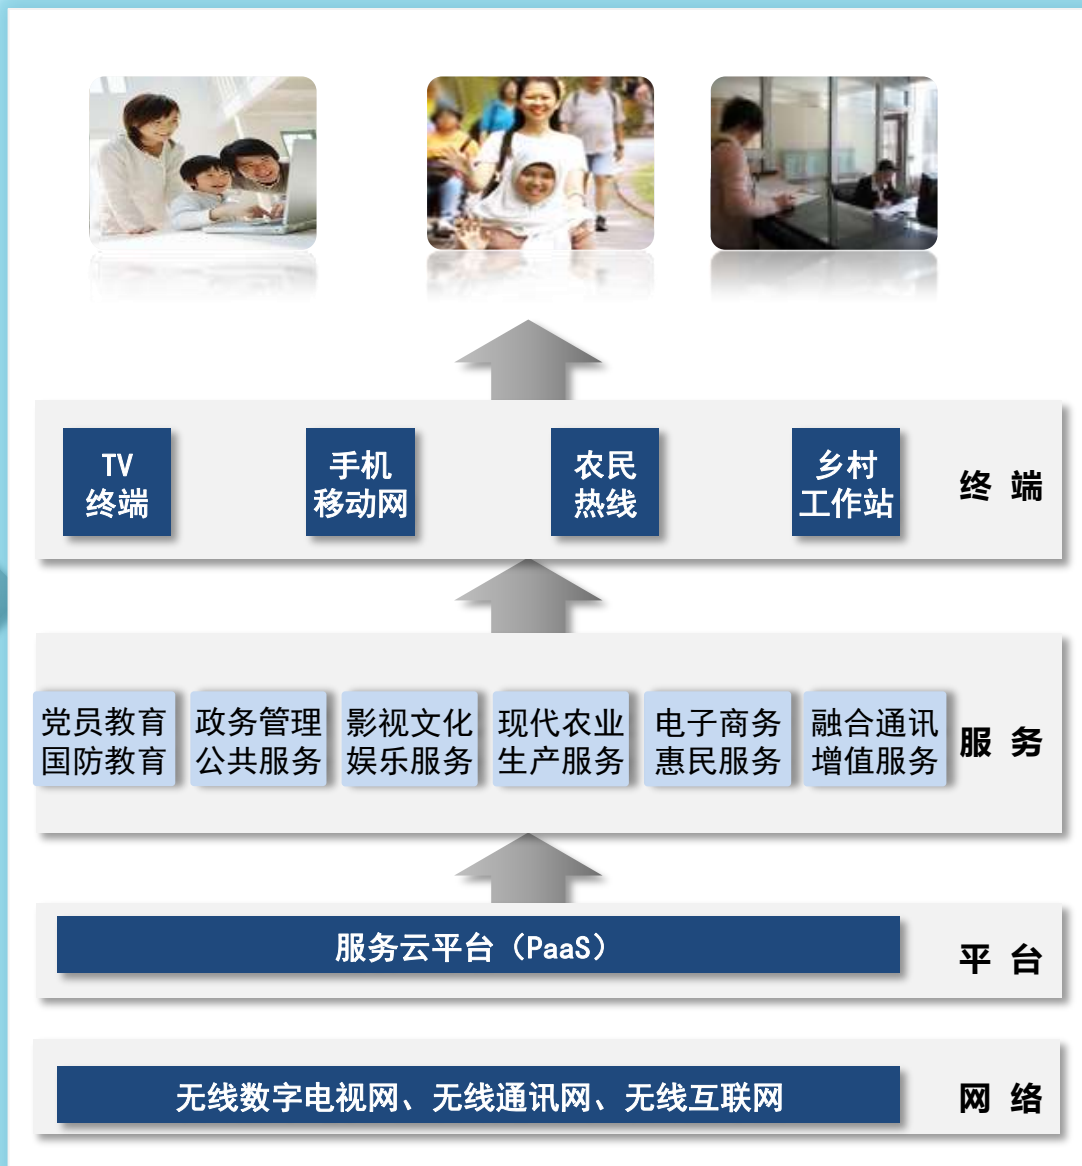 TV
终端
手机
移动网
农民
热线
乡村
工作站
终 端
党员教育
国防教育
政务管理
公共服务
影视文化
娱乐服务
现代农业
生产服务
电子商务
惠民服务
融合通讯
增值服务
服 务
服务云平台（PaaS）
平 台
无线数字电视网、无线通讯网、无线互联网
网 络